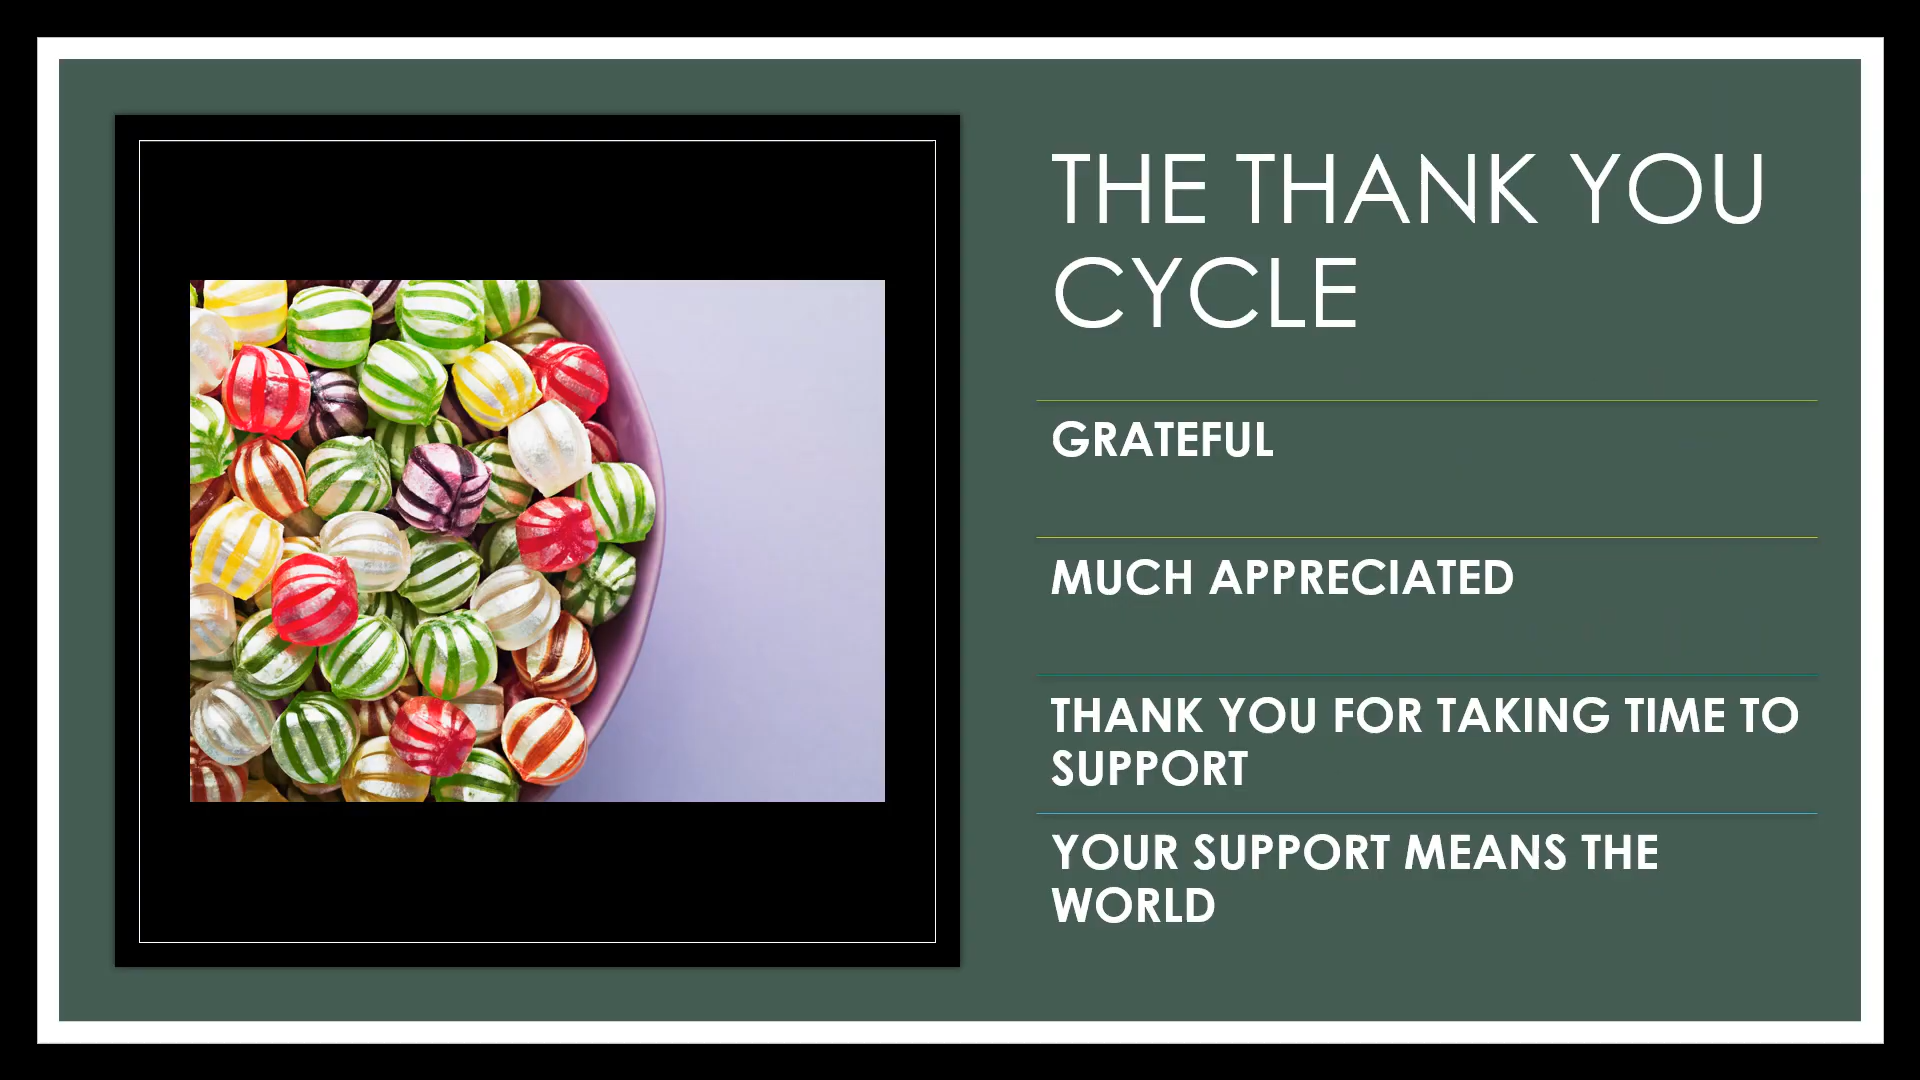 THE THANK YOU
CYCLE
GRATEFUL
MUCH APPRECIATED
THANK YOU FOR TAKING TIME TO
SUPPORT
YOUR SUPPORT MEANS THE
WORLD